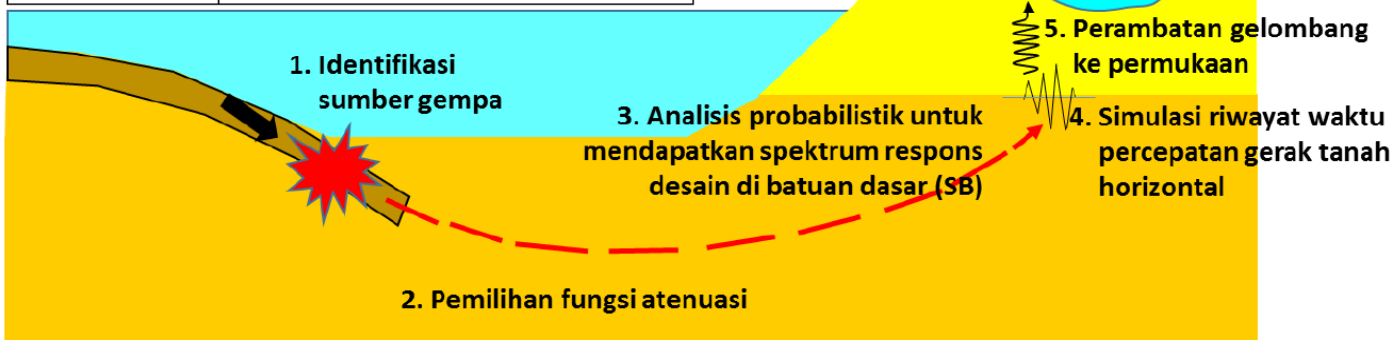 1. Identifikasi
sumber gempa
2. Pemilihan fungsi atenuasi
3. Analisis probabilistik untuk
mendapatkan spektrum respons
desain di batuan dasar (SB)
4. Simulasi riwayat waktu
percepatan gerak tanah
horizontal
5. Perambatan gelombang
ke permukaan